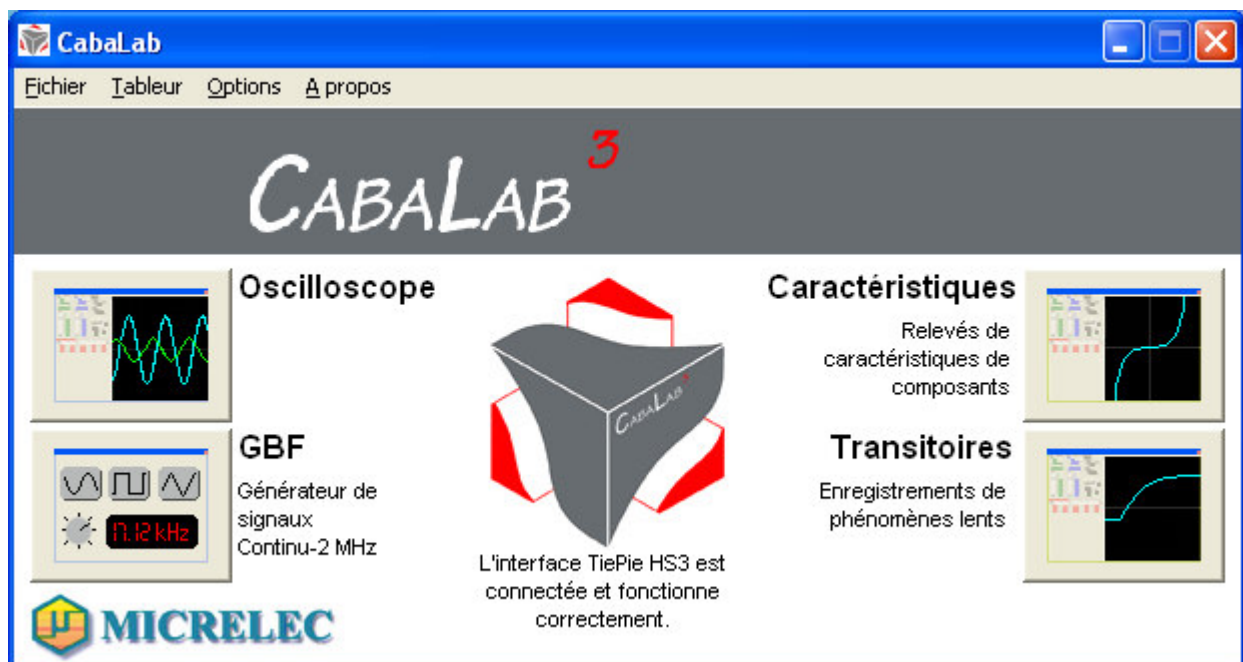 CabaLab
Fichier Tableur Options A propos
CABALAB 3
Oscilloscope
GBF
Générateur de
signaux
Continu-2 MHz
17.12 kHz
CABALAB 3
L'interface TiePie HS3 est
connectée et fonctionne
correctement.
Caractéristiques
Relevés de
caractéristiques de
composants
Transitoires
Enregistrements de
phénomènes lents
µ MICRELEC